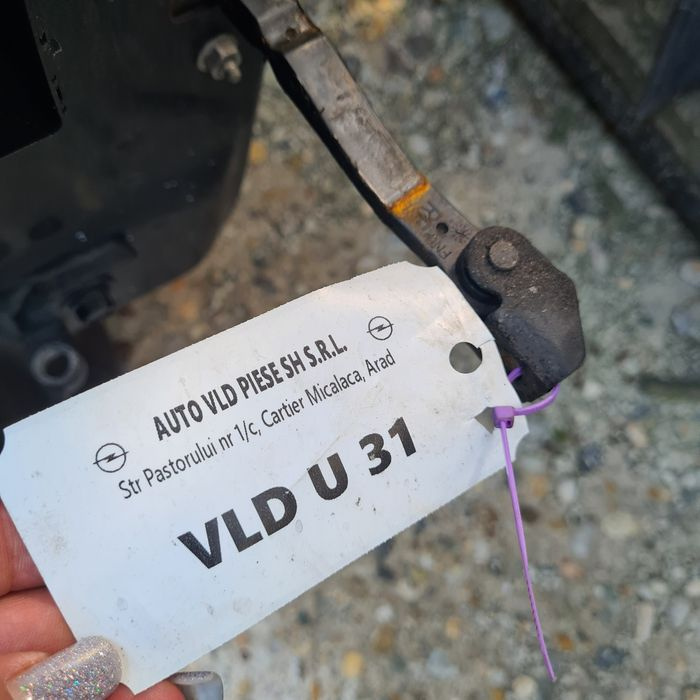 AUTO VLD PIESE SH S.R.L.
Str Pastorului nr 1/c, Cartier Micalaca, Arad
VLD U 31